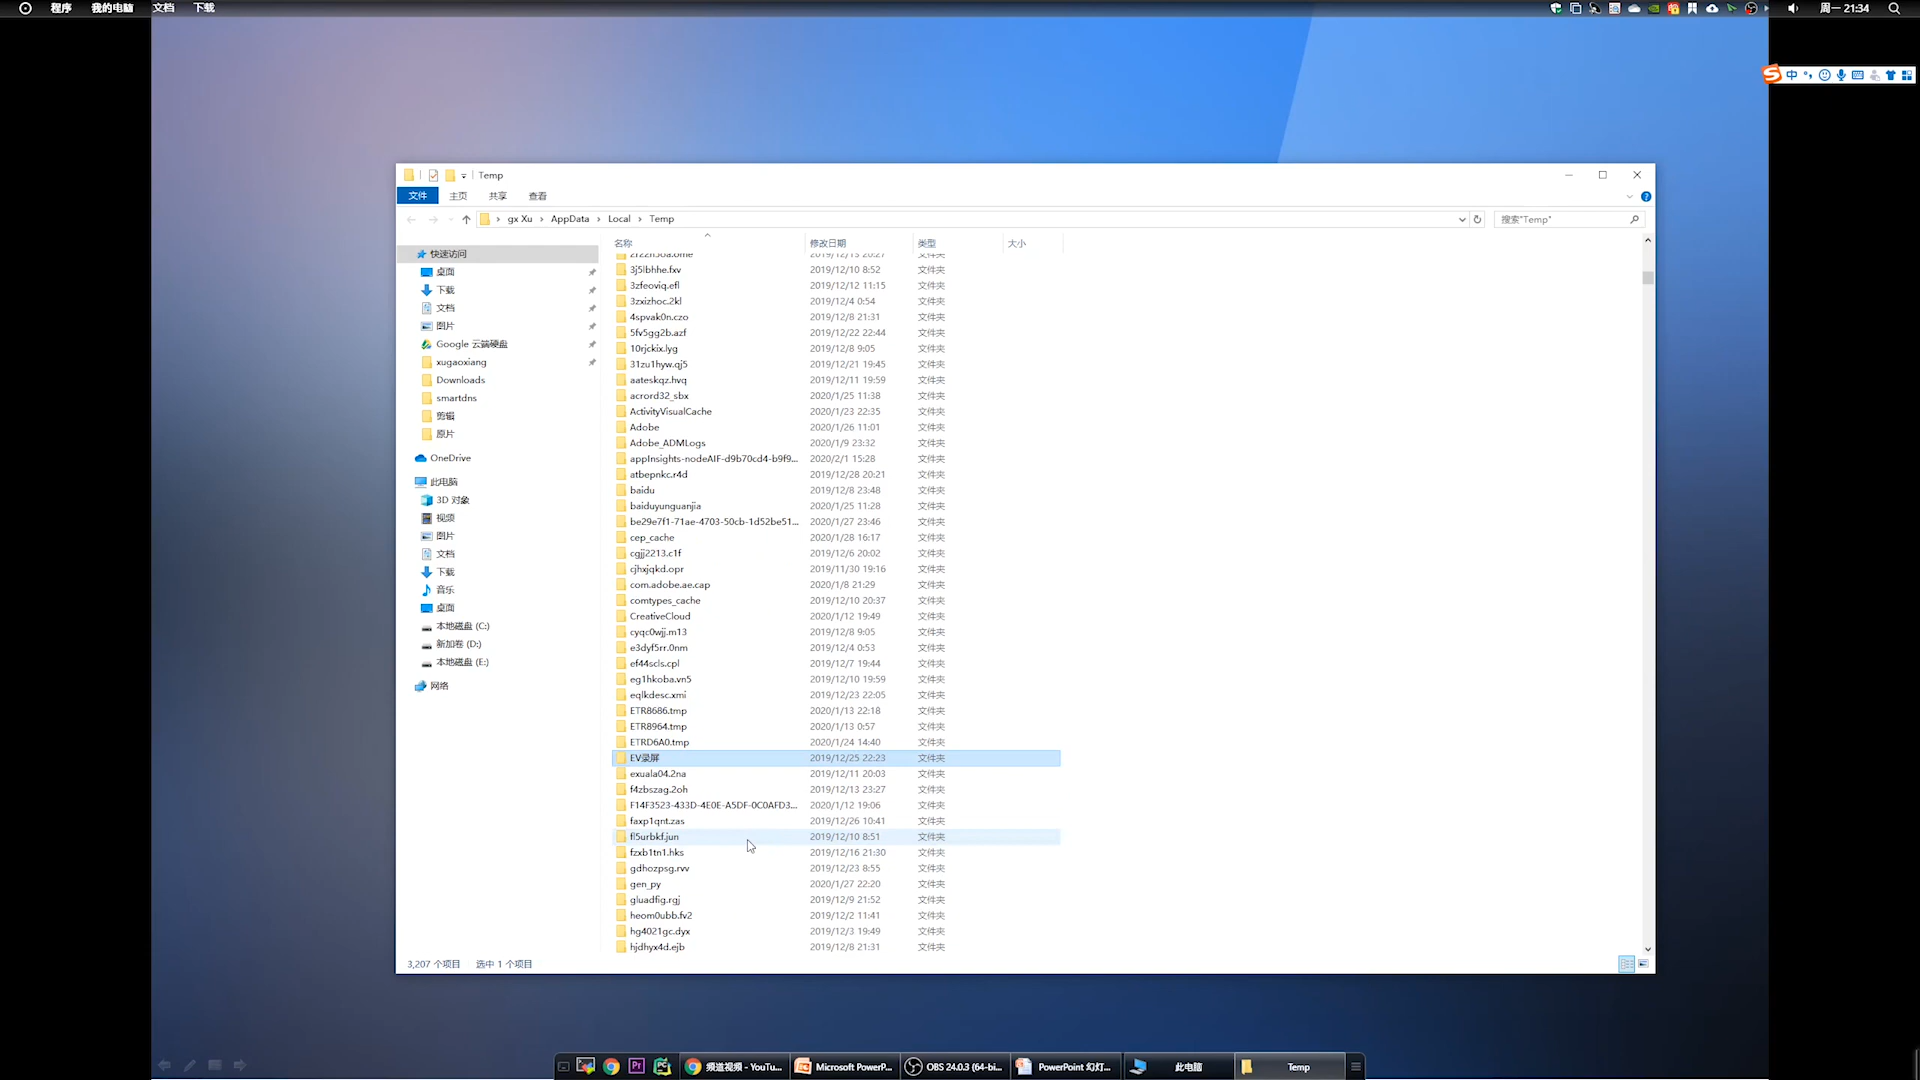 程序 我的电脑 文档 下载 周一 21:34
中
Temp
文件 主页 共享 查看
gx Xu › AppData › Local › Temp 搜索"Temp"
名称 修改日期 类型 大小
快速访问
桌面
下载
文档
图片
Google 云端硬盘
xugaoxiang
Downloads
smartdns
剪辑
原片
OneDrive
此电脑
3D 对象
视频
图片
文档
下载
音乐
桌面
本地磁盘 (C:)
新加卷 (D:)
本地磁盘 (E:)
网络
3j5lbhhe.fxv 2019/12/10 8:52 文件夹
3zfeoviq.efl 2019/12/12 11:15 文件夹
3zxizhoc.2kl 2019/12/4 0:54 文件夹
4spvak0n.czo 2019/12/8 21:31 文件夹
5fv5gg2b.azf 2019/12/22 22:44 文件夹
10rjckix.lyg 2019/12/8 9:05 文件夹
31zu1hyw.qj5 2019/12/21 19:45 文件夹
aateskqz.hvq 2019/12/11 19:59 文件夹
acrord32_sbx 2020/1/25 11:38 文件夹
ActivityVisualCache 2020/1/23 22:35 文件夹
Adobe 2020/1/26 11:01 文件夹
Adobe_ADMLogs 2020/1/9 23:32 文件夹
appInsights-nodeAIF-d9b70cd4-b9f9... 2020/2/1 15:28 文件夹
atbepnkc.r4d 2019/12/28 20:21 文件夹
baidu 2019/12/8 23:48 文件夹
baiduyunguanjia 2020/1/25 11:28 文件夹
be29e7f1-71ae-4703-50cb-1d52be51... 2020/1/27 23:46 文件夹
cep_cache 2020/1/28 16:17 文件夹
cgjj2213.c1f 2019/12/6 20:02 文件夹
cjhxjqkd.opr 2019/11/30 19:16 文件夹
com.adobe.ae.cap 2020/1/8 21:29 文件夹
comtypes_cache 2019/12/10 20:37 文件夹
CreativeCloud 2020/1/12 19:49 文件夹
cyqc0wjj.m13 2019/12/8 9:05 文件夹
e3dyf5rr.0nm 2019/12/4 0:53 文件夹
ef44scls.cpl 2019/12/7 19:44 文件夹
eg1hkoba.vn5 2019/12/10 19:59 文件夹
eqlkdesc.xmi 2019/12/23 22:05 文件夹
ETR8686.tmp 2020/1/13 22:18 文件夹
ETR8964.tmp 2020/1/13 0:57 文件夹
ETRD6A0.tmp 2020/1/24 14:40 文件夹
EV录屏 2019/12/25 22:23 文件夹
exuala04.2na 2019/12/11 20:03 文件夹
f4zbszag.2oh 2019/12/13 23:27 文件夹
F14F3523-433D-4E0E-A5DF-0C0AFD3... 2020/1/12 19:06 文件夹
faxp1qnt.zas 2019/12/26 10:41 文件夹
fl5urbkf.jun 2019/12/10 8:51 文件夹
fzxb1tn1.hks 2019/12/16 21:30 文件夹
gdhozpsg.rvv 2019/12/23 8:55 文件夹
gen_py 2020/1/27 22:20 文件夹
gluadfig.rgj 2019/12/9 21:52 文件夹
heom0ubb.fv2 2019/12/2 11:41 文件夹
hg4021gc.dyx 2019/12/3 19:49 文件夹
hjdhyx4d.ejb 2019/12/8 21:31 文件夹
3,207 个项目 选中 1 个项目
频道视频 - YouTu... Microsoft PowerP... OBS 24.0.3 (64-bi... PowerPoint 幻灯... 此电脑 Temp